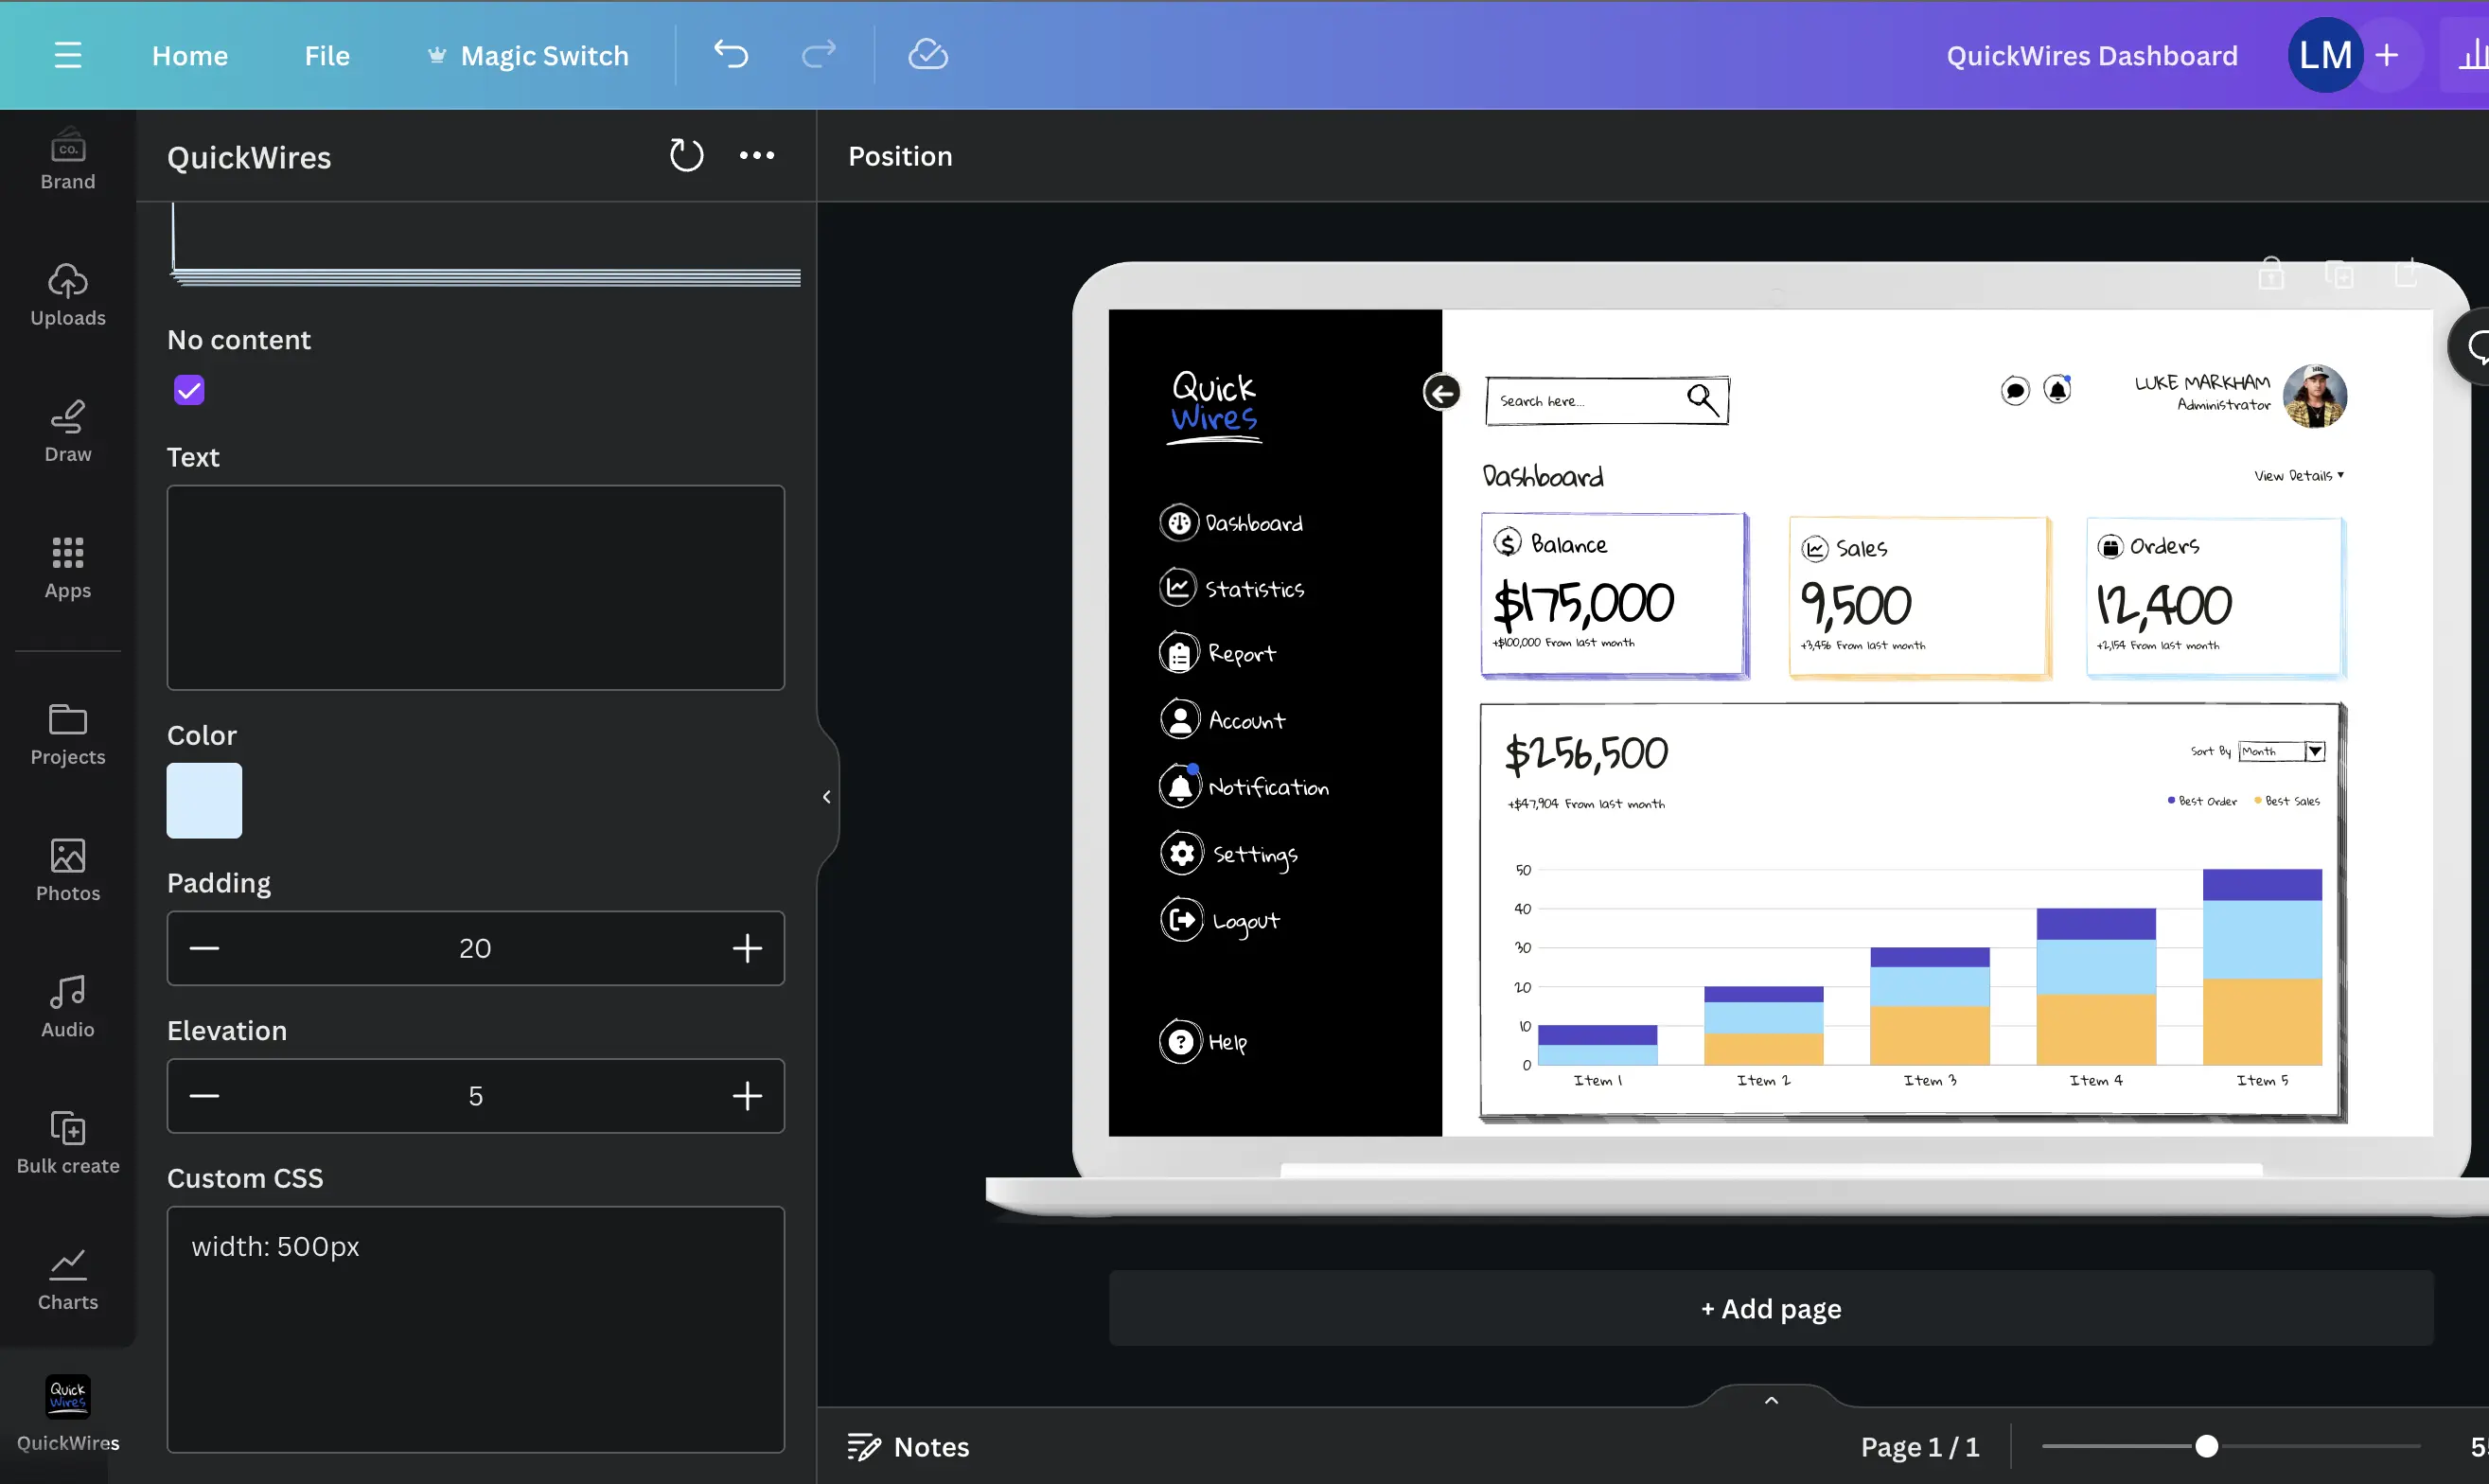 Home File Magic Switch QuickWires Dashboard LM
CO.
Brand
Uploads
Draw
Apps
Projects
Photos
Audio
Bulk create
Charts
Quick
Wires
QuickWires
QuickWires
No content
Text
Color
Padding
20
Elevation
5
Custom CSS
width: 500px
Position
Quick
Wires
Dashboard
Statistics
Report
Account
Notification
Settings
Logout
Help
Search here...
LUKE MARKHAM
Administrator
Dashboard
View Details
Balance
$175,000
+$100,000 From last month
Sales
9,500
+3,456 From last month
Orders
12,400
+2,154 From last month
$256,500
+$47,904 From last month
Sort By Month
Best Order Best Sales
50
40
30
20
10
0
Item 1 Item 2 Item 3 Item 4 Item 5
+ Add page
Notes
Page 1 / 1